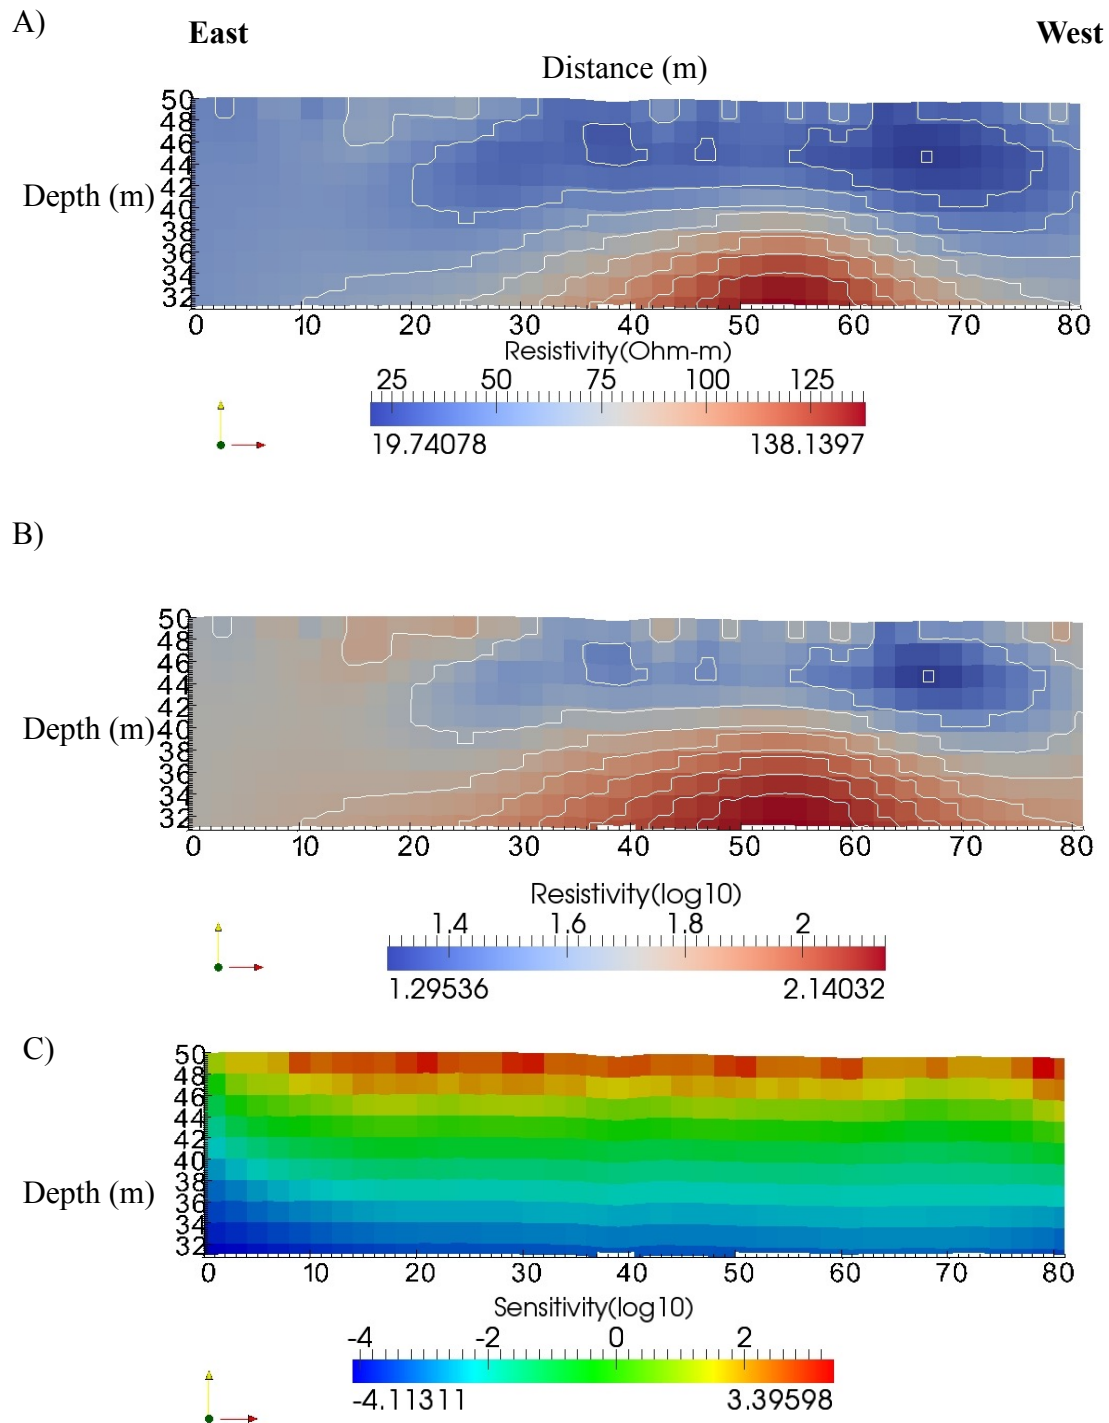 A)
East
West
Distance (m)
Depth (m)
50
48
46
44
42
40
38
36
34
32
0 10 20 30 40 50 60 70 80
Resistivity(Ohm-m)
25 50 75 100 125
19.74078 138.1397
B)
Depth (m)
50
48
46
44
42
40
38
36
34
32
0 10 20 30 40 50 60 70 80
Resistivity(log10)
1.4 1.6 1.8 2
1.29536 2.14032
C)
Depth (m)
50
48
46
44
42
40
38
36
34
32
0 10 20 30 40 50 60 70 80
Sensitivity(log10)
-4 -2 0 2
-4.11311 3.39598